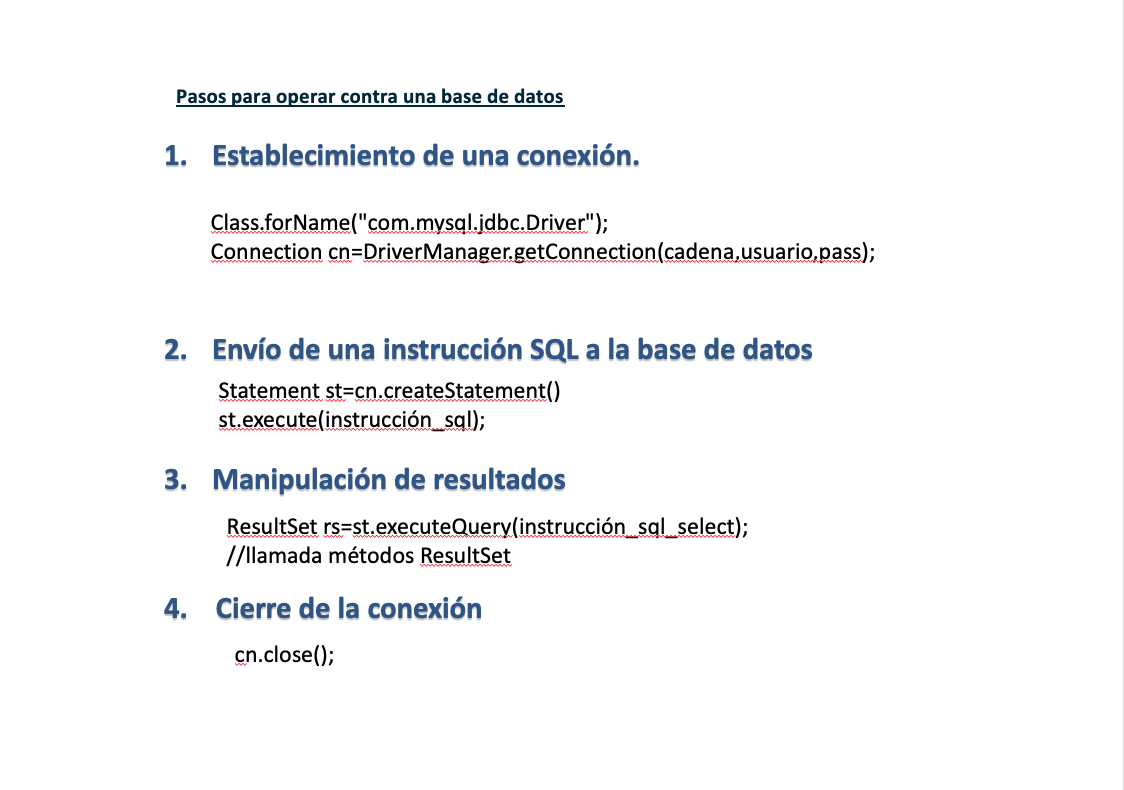 Pasos para operar contra una base de datos
1. Establecimiento de una conexión.
Class.forName("com.mysql.jdbc.Driver");
Connection cn=DriverManager.getConnection(cadena,usuario,pass);
2. Envío de una instrucción SQL a la base de datos
Statement st=cn.createStatement()
st.execute(instrucción_sql);
3. Manipulación de resultados
ResultSet rs=st.executeQuery(instrucción_sql_select);
//llamada métodos ResultSet
4. Cierre de la conexión
cn.close();